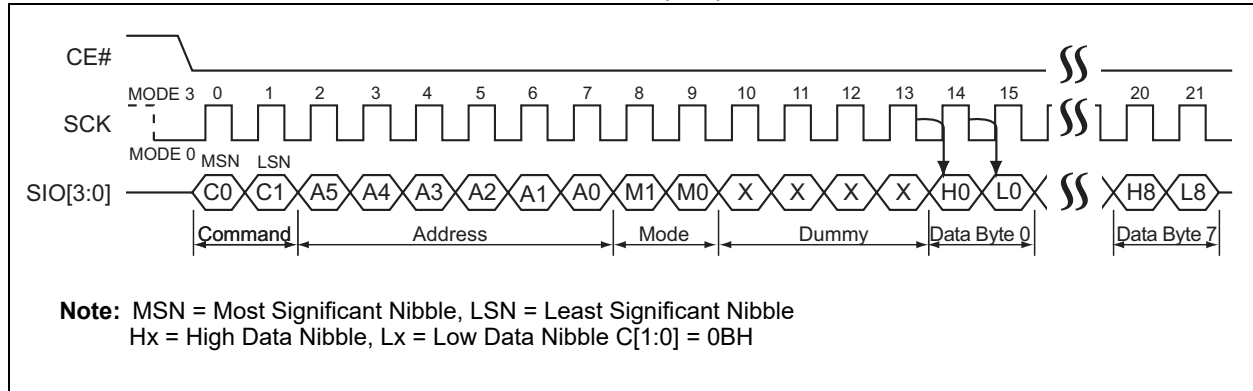 CE#
MODE 3 0 1 2 3 4 5 6 7 8 9 10 11 12 13 14 15 20 21
SCK
MODE 0
MSN LSN
SIO[3:0] C0 C1 A5 A4 A3 A2 A1 A0 M1 M0 X X X X H0 L0 H8 L8
Command Address Mode Dummy Data Byte 0 Data Byte 7
Note: MSN = Most Significant Nibble, LSN = Least Significant Nibble
Hx = High Data Nibble, Lx = Low Data Nibble C[1:0] = 0BH